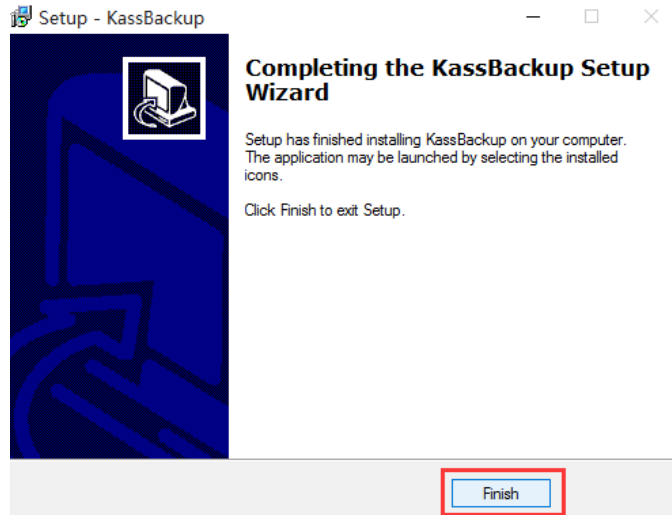 Setup - KassBackup
Completing the KassBackup Setup
Wizard
Setup has finished installing KassBackup on your computer.
The application may be launched by selecting the installed
icons.
Click Finish to exit Setup.
Finish